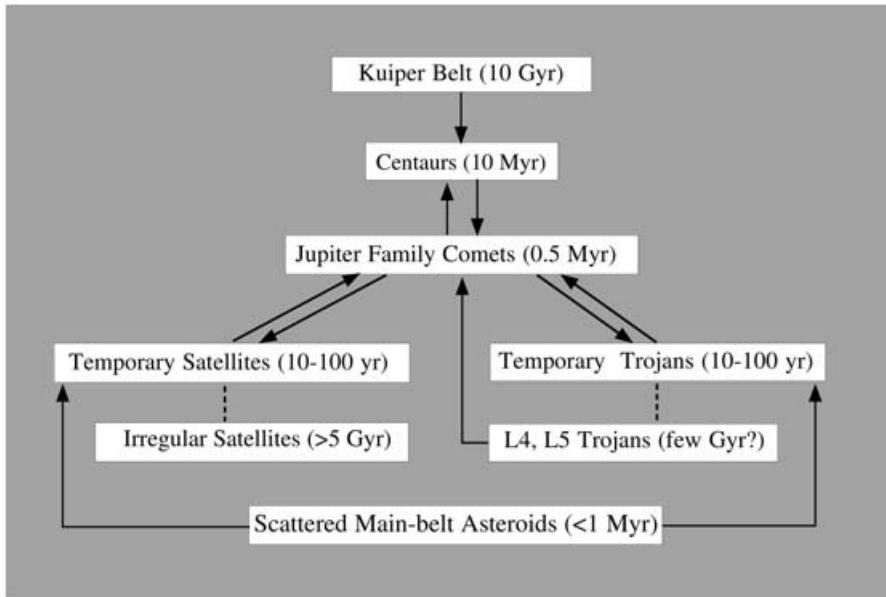 Kuiper Belt (10 Gyr)
Centaurs (10 Myr)
Jupiter Family Comets (0.5 Myr)
Temporary Satellites (10-100 yr)
Temporary Trojans (10-100 yr)
Irregular Satellites (>5 Gyr)
L4, L5 Trojans (few Gyr?)
Scattered Main-belt Asteroids (<1 Myr)